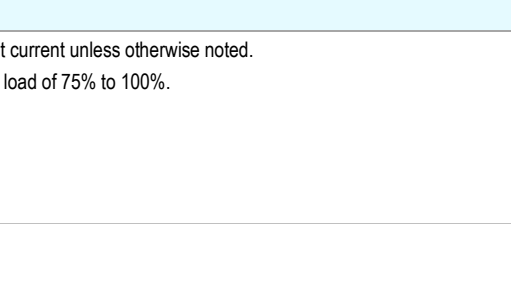 t current unless otherwise noted.
load of 75% to 100%.